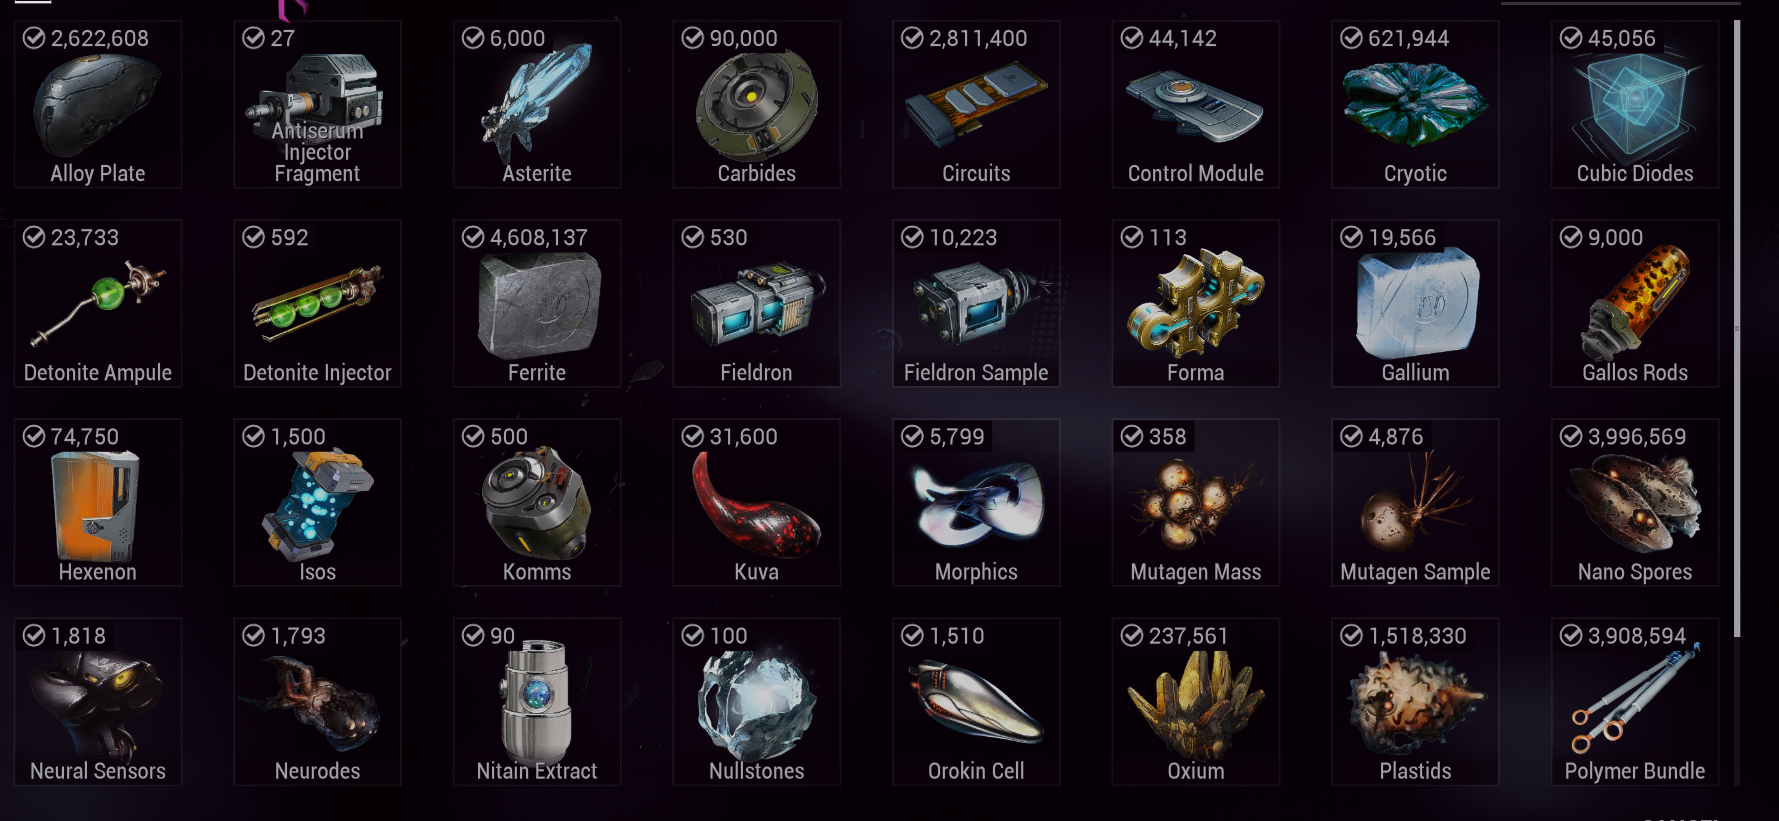 2,622,608
Alloy Plate
27
Antiserum
Injector
Fragment
6,000
Asterite
90,000
Carbides
2,811,400
Circuits
44,142
Control Module
621,944
Cryotic
45,056
Cubic Diodes
23,733
Detonite Ampule
592
Detonite Injector
4,608,137
Ferrite
530
Fieldron
10,223
Fieldron Sample
113
Forma
19,566
Gallium
9,000
Gallos Rods
74,750
Hexenon
1,500
Isos
500
Komms
31,600
Kuva
5,799
Morphics
358
Mutagen Mass
4,876
Mutagen Sample
3,996,569
Nano Spores
1,818
Neural Sensors
1,793
Neurodes
90
Nitain Extract
100
Nullstones
1,510
Orokin Cell
237,561
Oxium
1,518,330
Plastids
3,908,594
Polymer Bundle